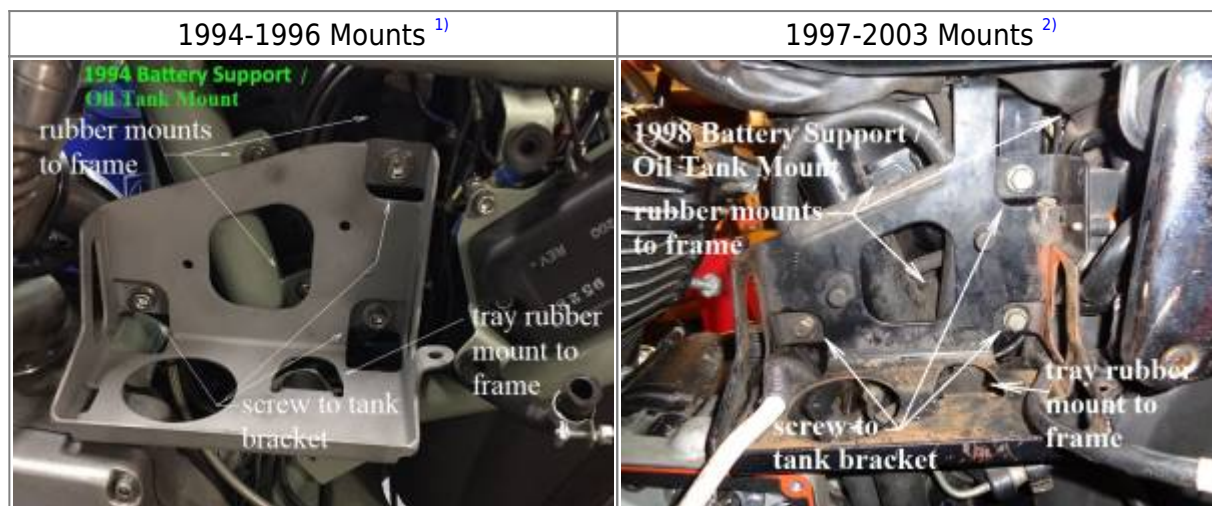 1994-1996 Mounts 1)
1997-2003 Mounts 2)
1994 Battery Support /
Oil Tank Mount
rubber mounts
to frame
tray rubber
mount to
frame
screw to tank
bracket
1998 Battery Support /
Oil Tank Mount
rubber mounts
to frame
tray rubber
mount to
frame
screw to
tank bracket